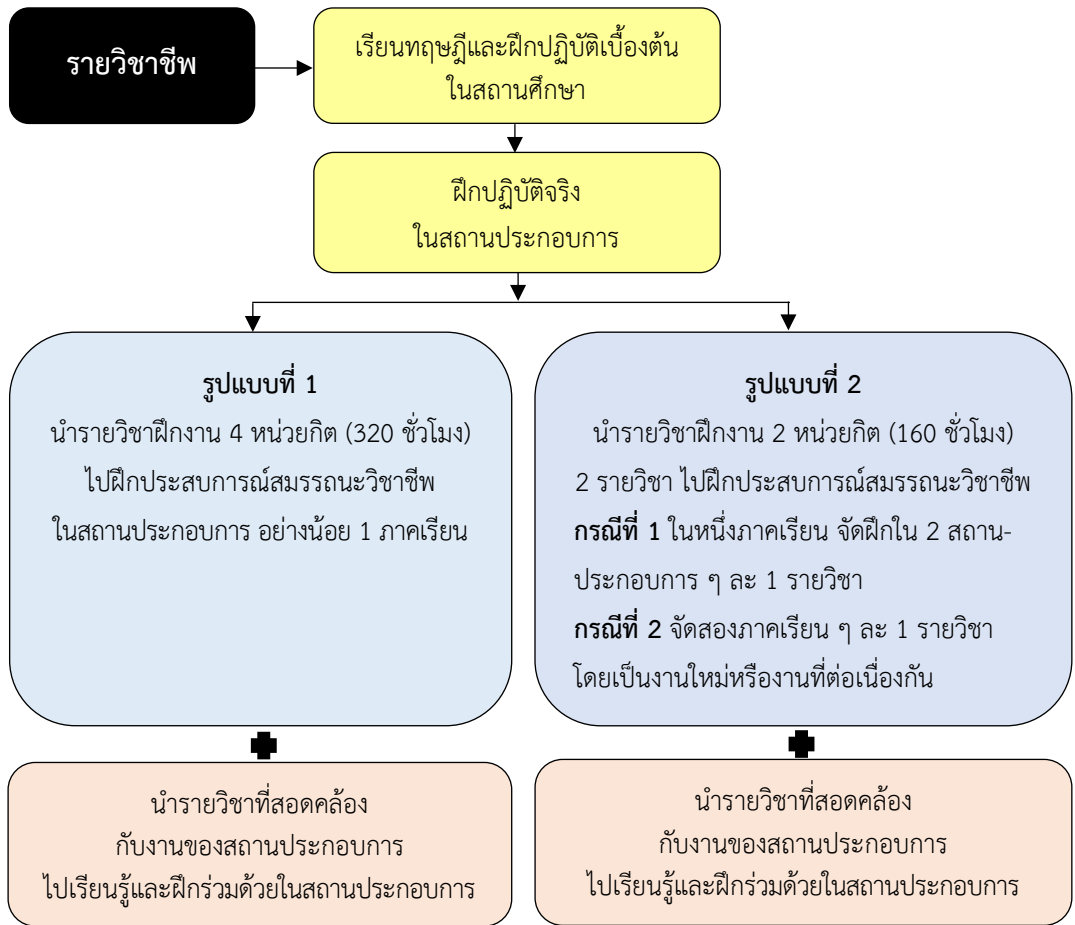 รายวิชาชีพ
เรียนทฤษฎีและฝึกปฏิบัติเบื้องต้น
ในสถานศึกษา
ฝึกปฏิบัติจริง
ในสถานประกอบการ
รูปแบบที่ 1
นำรายวิชาฝึกงาน 4 หน่วยกิต (320 ชั่วโมง)
ไปฝึกประสบการณ์สมรรถนะวิชาชีพ
ในสถานประกอบการ อย่างน้อย 1 ภาคเรียน
รูปแบบที่ 2
นำรายวิชาฝึกงาน 2 หน่วยกิต (160 ชั่วโมง)
2 รายวิชา ไปฝึกประสบการณ์สมรรถนะวิชาชีพ
กรณีที่ 1 ในหนึ่งภาคเรียน จัดฝึกใน 2 สถาน-
ประกอบการ ๆ ละ 1 รายวิชา
กรณีที่ 2 จัดสองภาคเรียน ๆ ละ 1 รายวิชา
โดยเป็นงานใหม่หรืองานที่ต่อเนื่องกัน
นำรายวิชาที่สอดคล้อง
กับงานของสถานประกอบการ
ไปเรียนรู้และฝึกร่วมด้วยในสถานประกอบการ
นำรายวิชาที่สอดคล้อง
กับงานของสถานประกอบการ
ไปเรียนรู้และฝึกร่วมด้วยในสถานประกอบการ